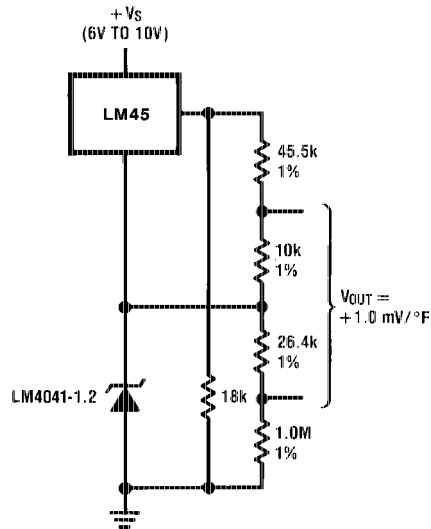 +VS
(6V TO 10V)
LM45
45.5k
1%
10k
1%
VOUT =
+1.0 mV/°F
26.4k
1%
LM4041-1.2
18k
1.0M
1%